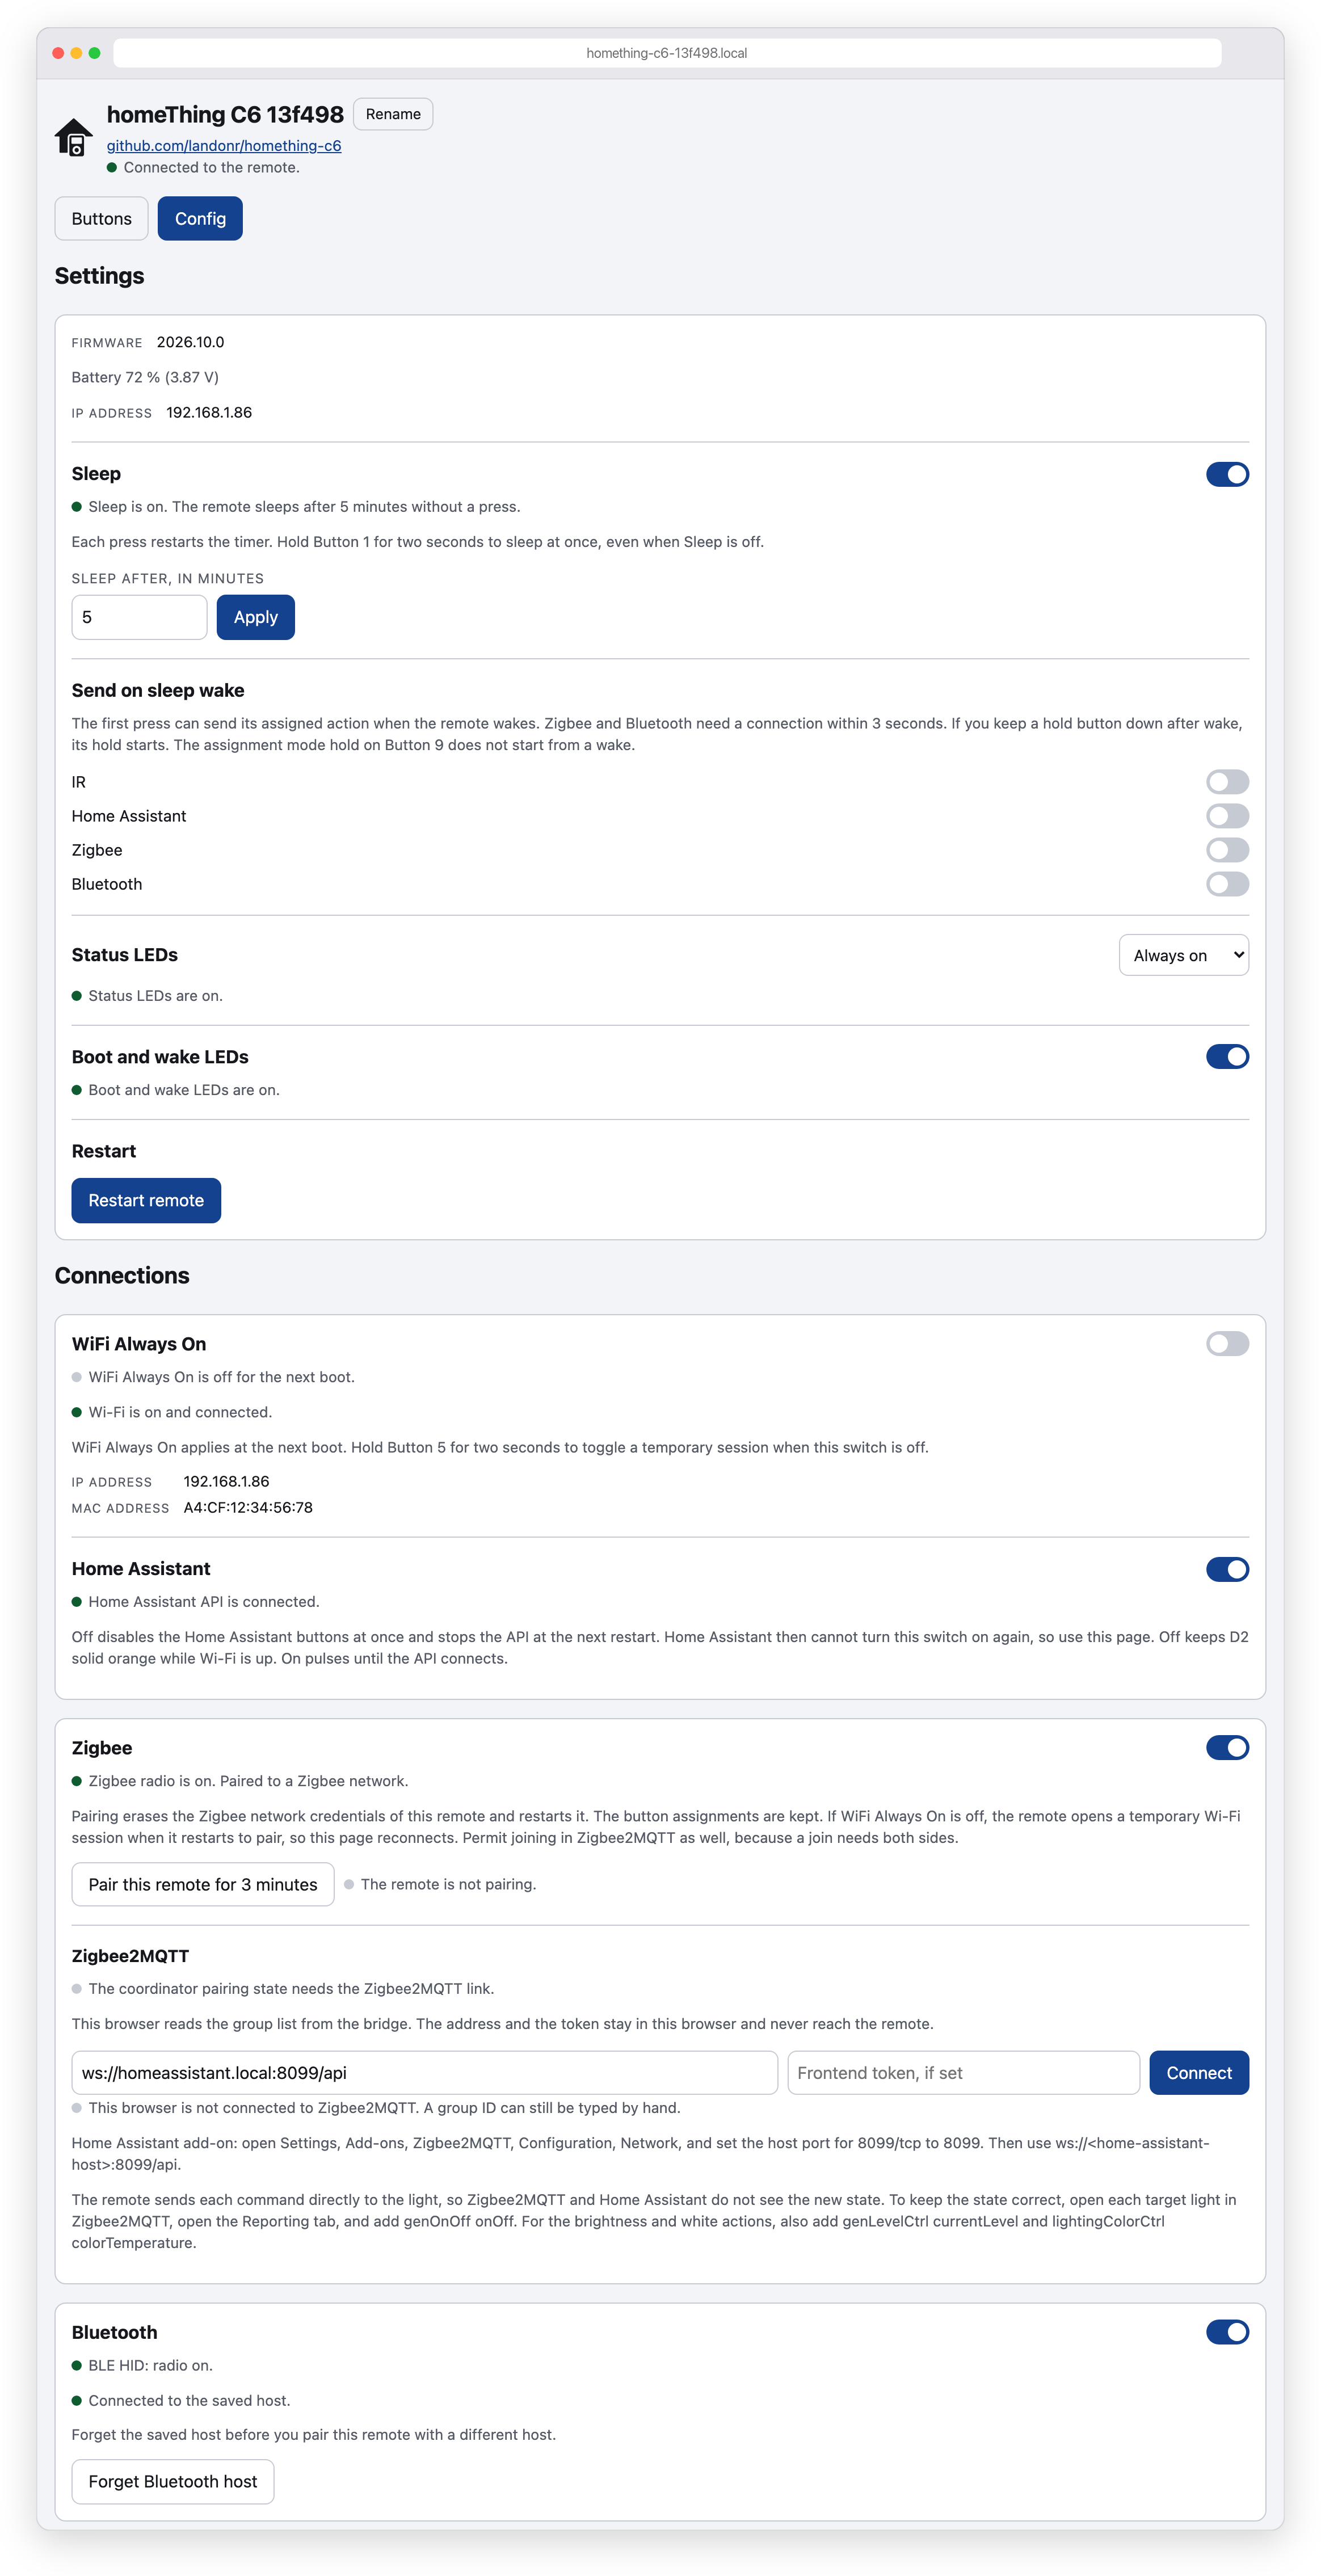 homething-c6-13f498.local
homeThing C6 13f498
Rename
github.com/landonr/homething-c6
Connected to the remote.
Buttons
Config
Settings
FIRMWARE 2026.10.0
Battery 72 % (3.87 V)
IP ADDRESS 192.168.1.86
Sleep
Sleep is on. The remote sleeps after 5 minutes without a press.
Each press restarts the timer. Hold Button 1 for two seconds to sleep at once, even when Sleep is off.
SLEEP AFTER, IN MINUTES
5
Apply
Send on sleep wake
The first press can send its assigned action when the remote wakes. Zigbee and Bluetooth need a connection within 3 seconds. If you keep a hold button down after wake,
its hold starts. The assignment mode hold on Button 9 does not start from a wake.
IR
Home Assistant
Zigbee
Bluetooth
Status LEDs
Always on
Status LEDs are on.
Boot and wake LEDs
Boot and wake LEDs are on.
Restart
Restart remote
Connections
WiFi Always On
WiFi Always On is off for the next boot.
Wi-Fi is on and connected.
WiFi Always On applies at the next boot. Hold Button 5 for two seconds to toggle a temporary session when this switch is off.
IP ADDRESS 192.168.1.86
MAC ADDRESS A4:CF:12:34:56:78
Home Assistant
Home Assistant API is connected.
Off disables the Home Assistant buttons at once and stops the API at the next restart. Home Assistant then cannot turn this switch on again, so use this page. Off keeps D2
solid orange while Wi-Fi is up. On pulses until the API connects.
Zigbee
Zigbee radio is on. Paired to a Zigbee network.
Pairing erases the Zigbee network credentials of this remote and restarts it. The button assignments are kept. If WiFi Always On is off, the remote opens a temporary Wi-Fi
session when it restarts to pair, so this page reconnects. Permit joining in Zigbee2MQTT as well, because a join needs both sides.
Pair this remote for 3 minutes
The remote is not pairing.
Zigbee2MQTT
The coordinator pairing state needs the Zigbee2MQTT link.
This browser reads the group list from the bridge. The address and the token stay in this browser and never reach the remote.
ws://homeassistant.local:8099/api
Frontend token, if set
Connect
This browser is not connected to Zigbee2MQTT. A group ID can still be typed by hand.
Home Assistant add-on: open Settings, Add-ons, Zigbee2MQTT, Configuration, Network, and set the host port for 8099/tcp to 8099. Then use ws://<home-assistant-
host>:8099/api.
The remote sends each command directly to the light, so Zigbee2MQTT and Home Assistant do not see the new state. To keep the state correct, open each target light in
Zigbee2MQTT, open the Reporting tab, and add genOnOff onOff. For the brightness and white actions, also add genLevelCtrl currentLevel and lightingColorCtrl
colorTemperature.
Bluetooth
BLE HID: radio on.
Connected to the saved host.
Forget the saved host before you pair this remote with a different host.
Forget Bluetooth host